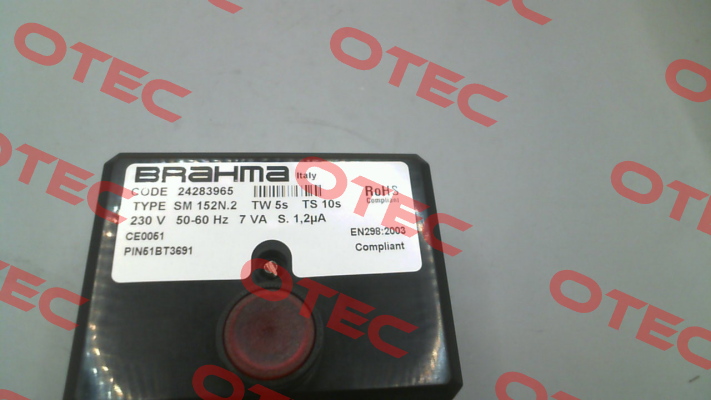 BRAHMA Italy
CODE 24283965
RoHS
Compliant
TYPE SM 152N.2 TW 5s TS 10s
230 V 50-60 Hz 7 VA S. 1,2µA
CE0051
EN298:2003
PIN51BT3691
Compliant
OTEC
OTEC
OTEC
OTEC
OTEC
OTEC
OTEC
OTEC